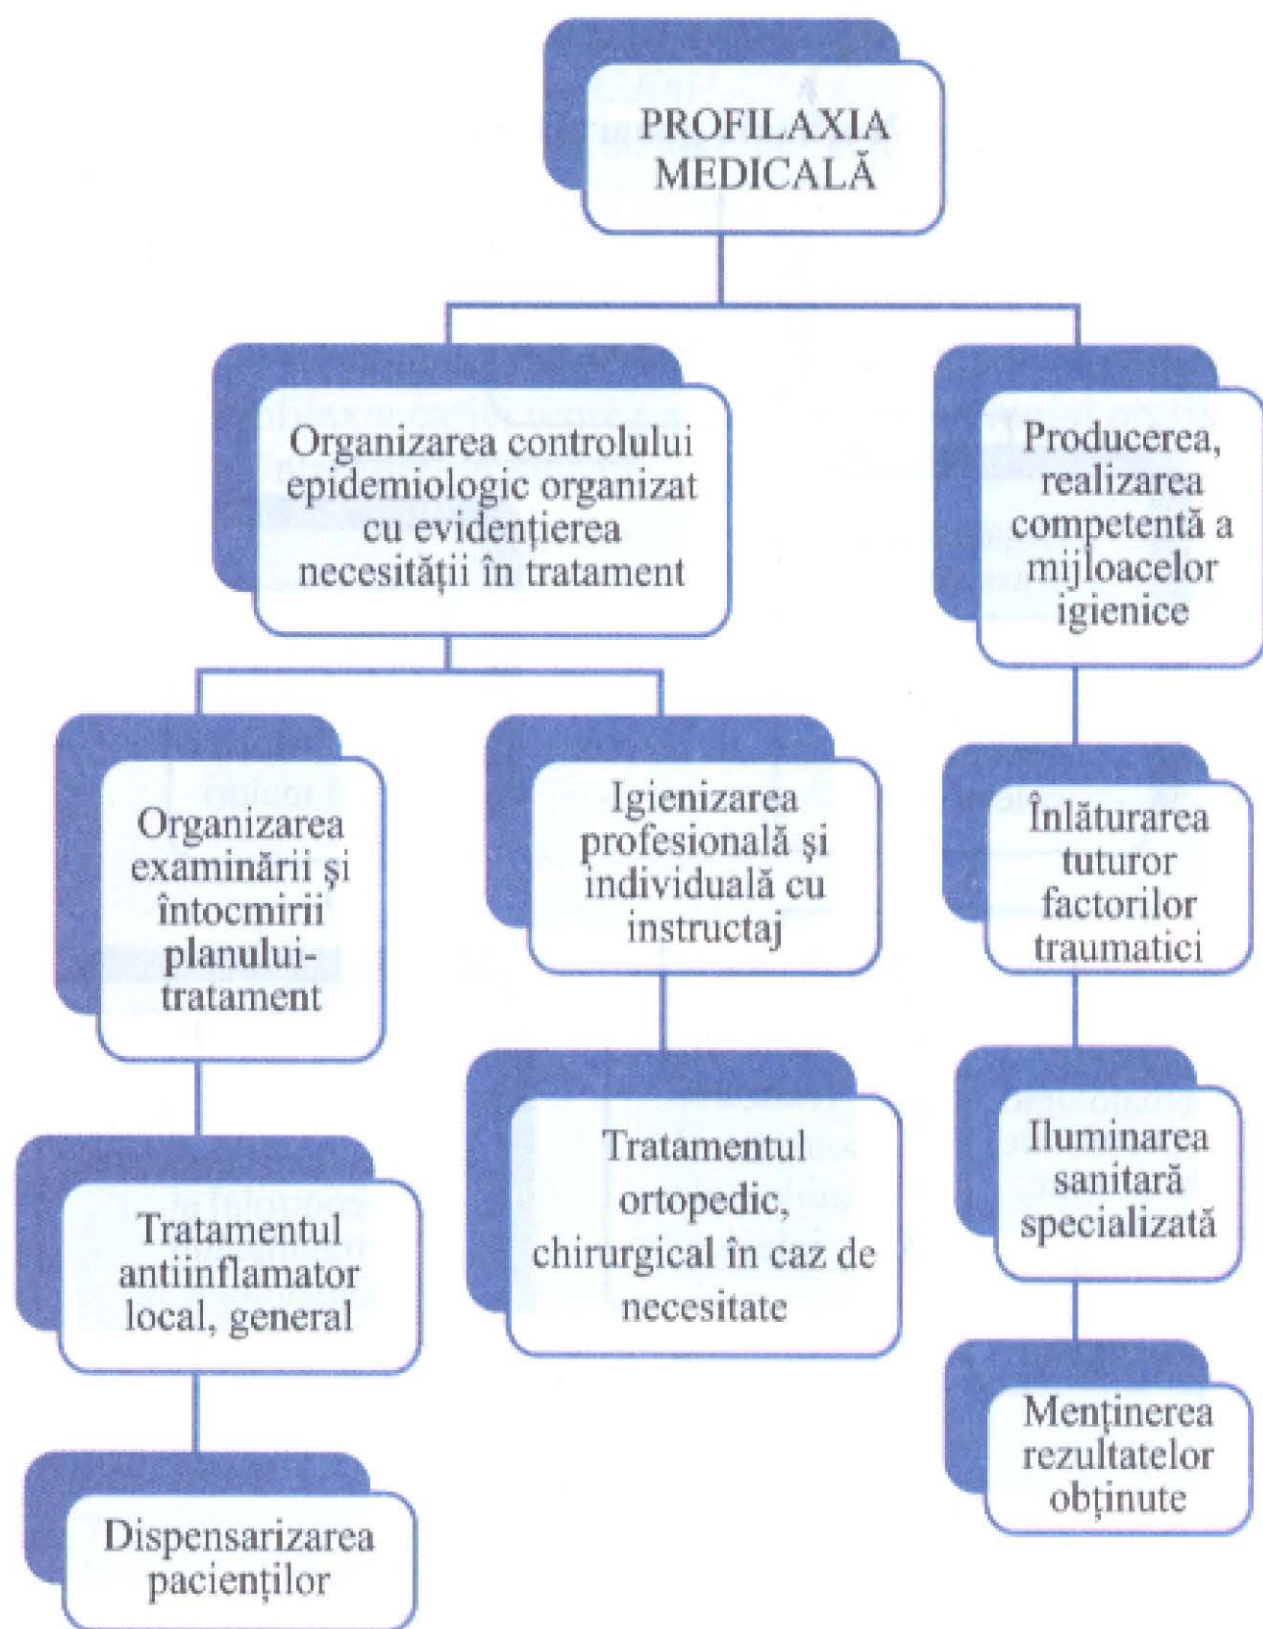 PROFILAXIA
MEDICALĂ
Organizarea controlului
epidemiologic organizat
cu evidențierea
necesității în tratament
Producerea,
realizarea
competentă a
mijloacelor
igienice
Organizarea
examinării și
întocmirii
planului-
tratament
Igienizarea
profesională și
individuală cu
instructaj
Înlăturarea
tuturor
factorilor
traumatici
Tratamentul
antiinflamator
local, general
Tratamentul
ortopedic,
chirurgical în caz de
necesitate
Iluminarea
sanitară
specializată
Menținerea
rezultatelor
obținute
Dispensarizarea
pacienților